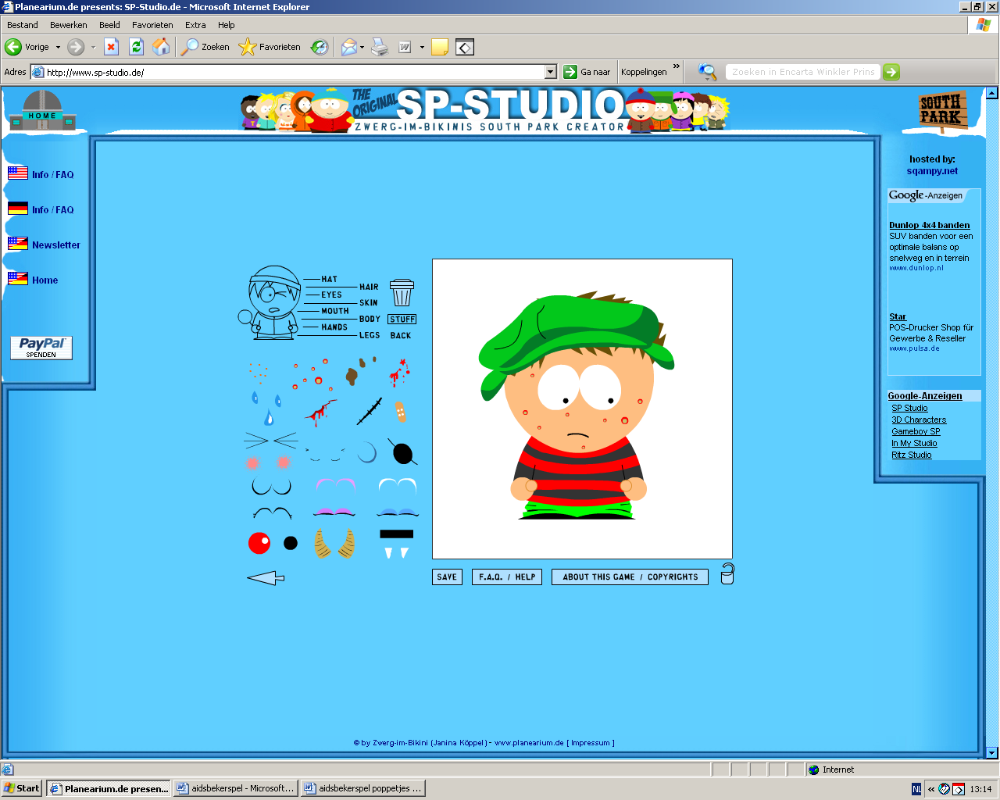 Planearium.de presents: SP-Studio.de - Microsoft Internet Explorer
Bestand Bewerken Beeld Favorieten Extra Help
Vorige Zoeken Favorieten
Adres http://www.sp-studio.de/ Ga naar Koppelingen » Zoeken in Encarta Winkler Prins
HOME
THE ORIGINAL SP-STUDIO
ZWERG-IM-BIKINIS SOUTH PARK CREATOR
SOUTH PARK
Info / FAQ
Info / FAQ
Newsletter
Home
PayPal
SPENDEN
HAT
HAIR
EYES
SKIN
MOUTH
BODY
STUFF
HANDS
LEGS
BACK
SAVE
F.A.Q. / HELP
ABOUT THIS GAME / COPYRIGHTS
hosted by:
sqampy.net
Google-Anzeigen
Dunlop 4x4 banden
SUV banden voor een
optimale balans op
snelweg en in terrein
www.dunlop.nl
Star
POS-Drucker Shop für
Gewerbe & Reseller
www.pulsa.de
Google-Anzeigen
SP Studio
3D Characters
Gameboy SP
In My Studio
Ritz Studio
© by Zwerg-im-Bikini (Janina Köppel) - www.planearium.de [ Impressum ]
Internet
Start Planearium.de presen... aidsbekerspel - Microsoft... aidsbekerspel poppetjes ... NL « 13:14